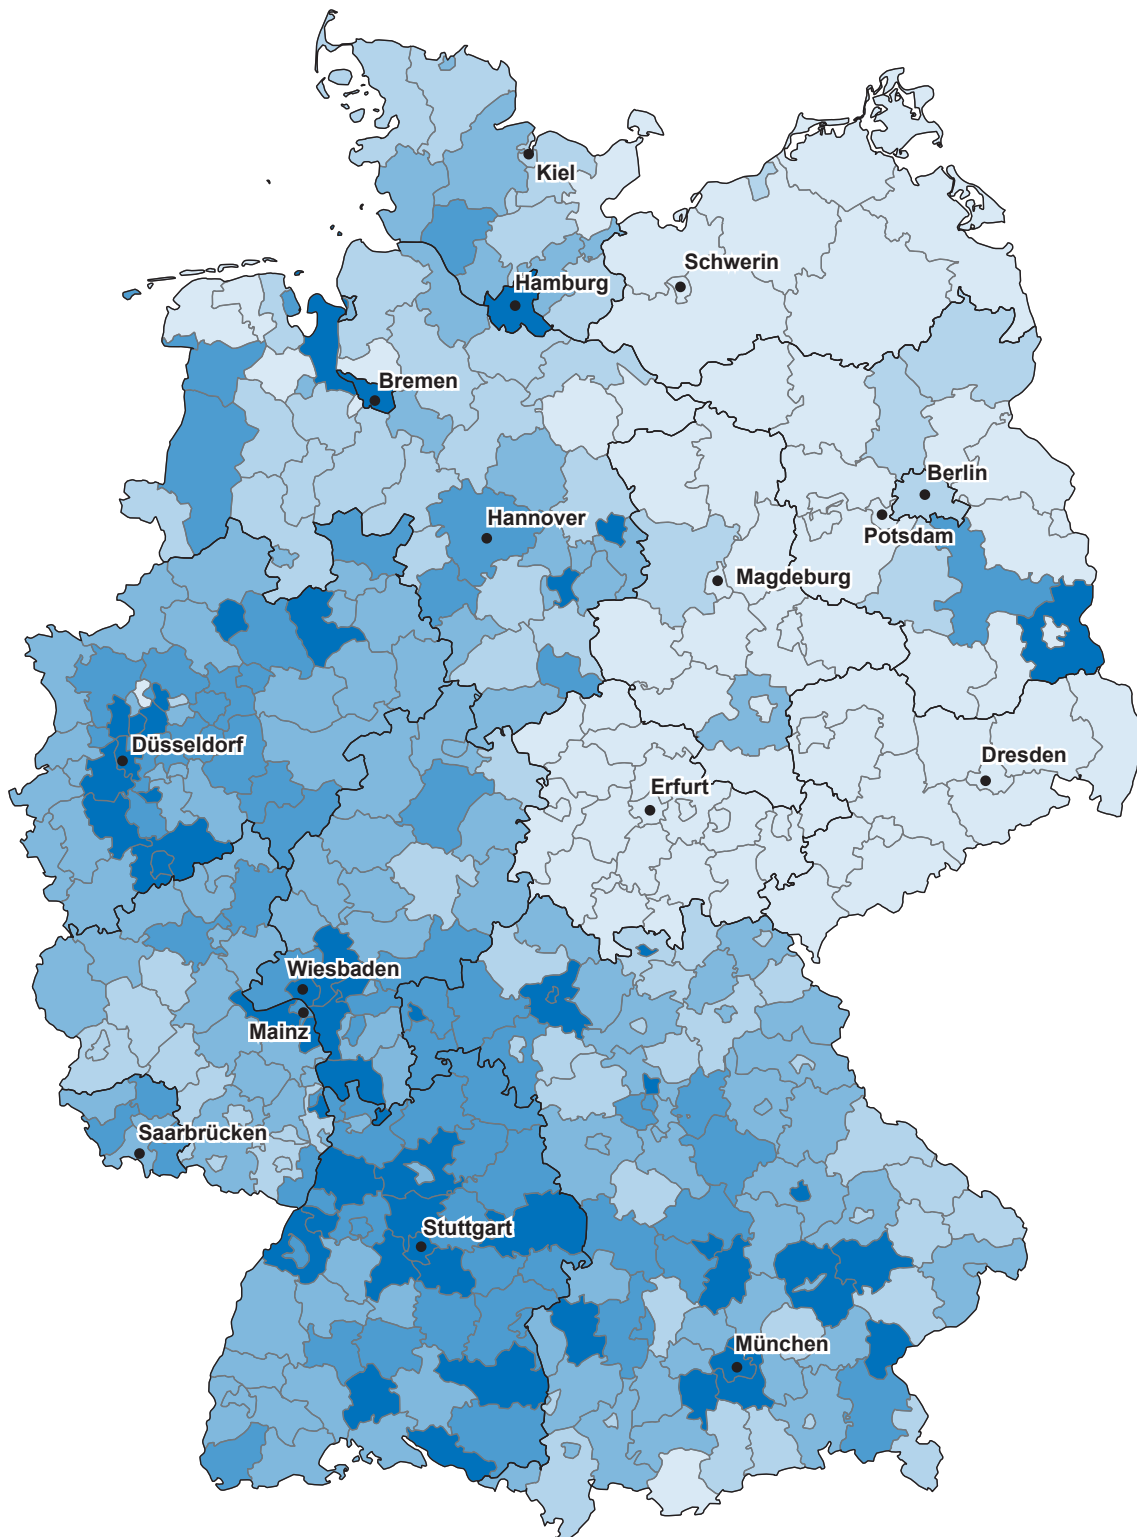 Kiel
Schwerin
Hamburg
Bremen
Berlin
Hannover
Potsdam
Magdeburg
Düsseldorf
Dresden
Erfurt
Wiesbaden
Mainz
Saarbrücken
Stuttgart
München